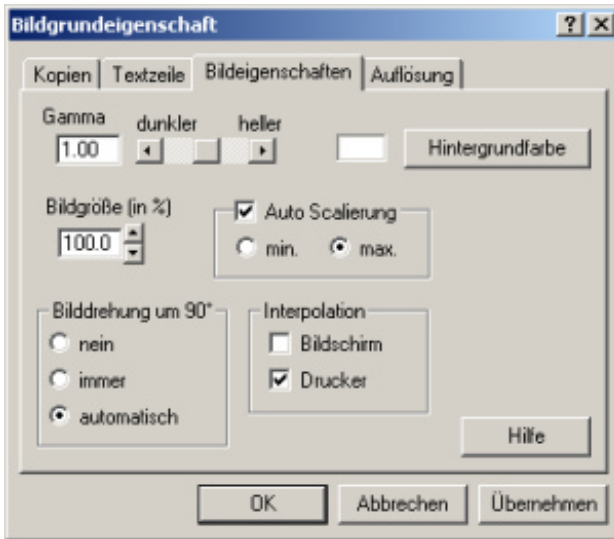 Bildgrundeigenschaft
Kopien Textzeile Bildeigenschaften Auflösung
Gamma dunkler heller
1.00 Hintergrundfarbe
Bildgröße (in %) Auto Scalierung
100.0 min. max.
Bilddrehung um 90° Interpolation
nein Bildschirm
immer Drucker
automatisch
Hilfe
OK Abbrechen Übernehmen